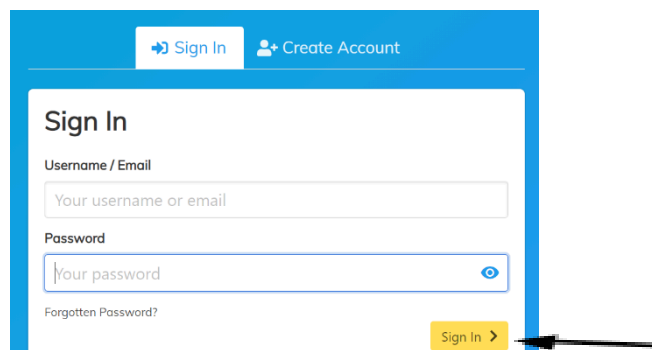 Sign In Create Account
Sign In
Username / Email
Your username or email
Password
Your password
Forgotten Password?
Sign In